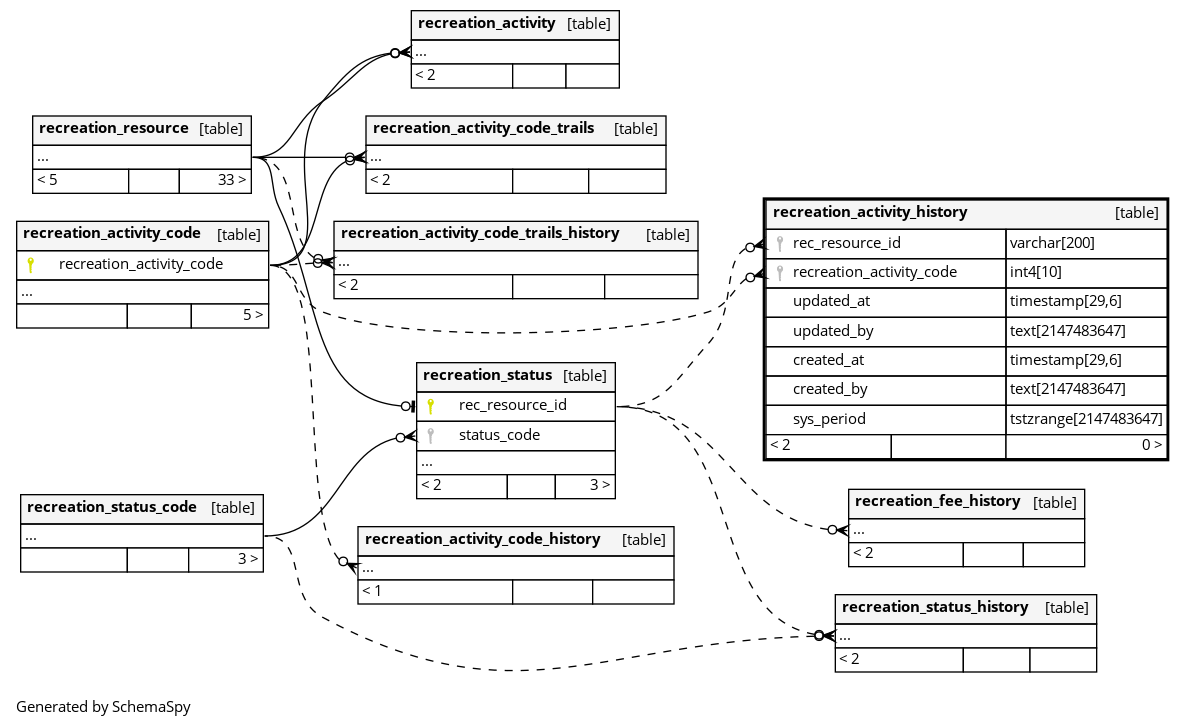 recreation_activity [table]
...
< 2
recreation_resource [table]
...
< 5 33 >
recreation_activity_code_trails [table]
...
< 2
recreation_activity_code [table]
recreation_activity_code
...
5 >
recreation_activity_code_trails_history [table]
...
< 2
recreation_activity_history [table]
rec_resource_id varchar[200]
recreation_activity_code int4[10]
updated_at timestamp[29,6]
updated_by text[2147483647]
created_at timestamp[29,6]
created_by text[2147483647]
sys_period tstzrange[2147483647]
< 2 0 >
recreation_status [table]
rec_resource_id
status_code
...
< 2 3 >
recreation_status_code [table]
...
3 >
recreation_activity_code_history [table]
...
< 1
recreation_fee_history [table]
...
< 2
recreation_status_history [table]
...
< 2
Generated by SchemaSpy